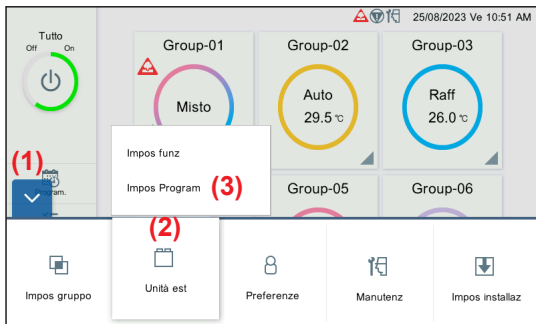 25/08/2023 Ve 10:51 AM
Tutto
Off On
Group-01
Misto
Group-02
Auto
29.5 ℃
Group-03
Raff
26.0 ℃
(1)
Program.
Impos funz
Impos Program (3)
Group-05
Group-06
(2)
Impos gruppo
Unità est
Preferenze
Manutenz
Impos installaz